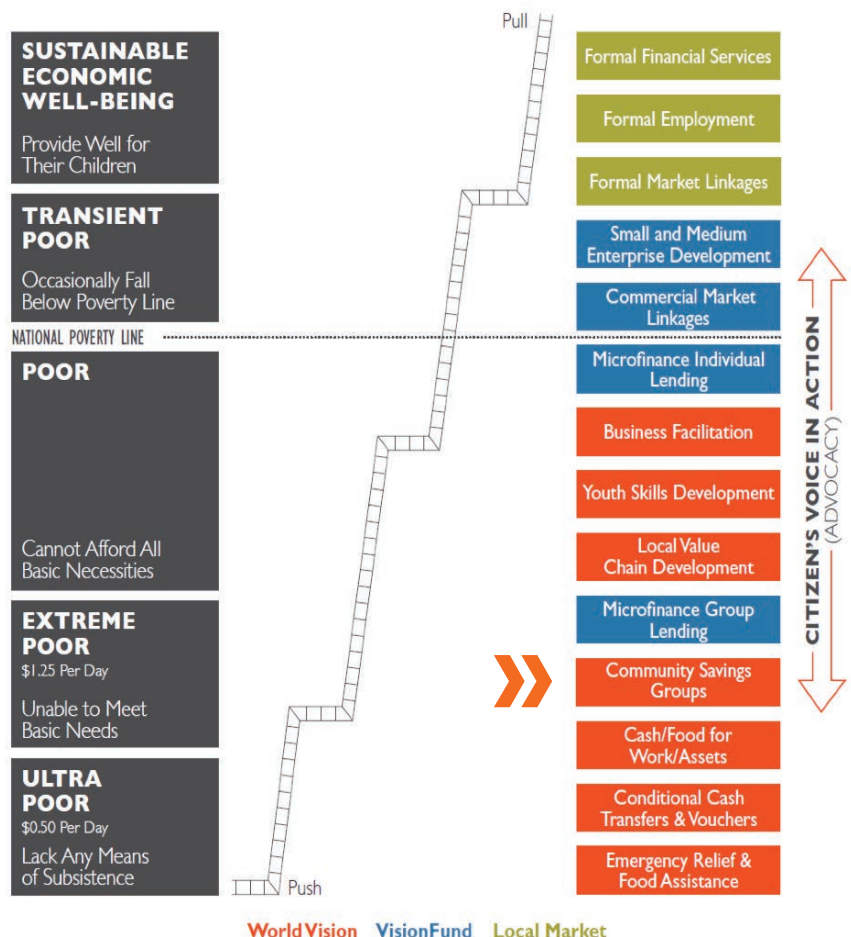 Pull
SUSTAINABLE
ECONOMIC
WELL-BEING
Provide Well for
Their Children
TRANSIENT
POOR
Occasionally Fall
Below Poverty Line
NATIONAL POVERTY LINE
POOR
Cannot Afford All
Basic Necessities
EXTREME
POOR
$1.25 Per Day
Unable to Meet
Basic Needs
ULTRA
POOR
$0.50 Per Day
Lack Any Means
of Subsistence
Push
Formal Financial Services
Formal Employment
Formal Market Linkages
Small and Medium
Enterprise Development
Commercial Market
Linkages
Microfinance Individual
Lending
Business Facilitation
Youth Skills Development
Local Value
Chain Development
Microfinance Group
Lending
Community Savings
Groups
Cash/Food for
Work/Assets
Conditional Cash
Transfers & Vouchers
Emergency Relief &
Food Assistance
CITIZEN'S VOICE IN ACTION
(ADVOCACY)
World Vision VisionFund Local Market